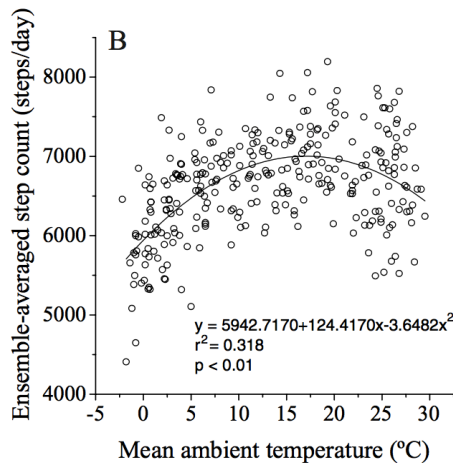 B
Ensemble-averaged step count (steps/day)
8000
7000
6000
5000
4000
y = 5942.7170+124.4170x-3.6482x²
r² = 0.318
p < 0.01
-5 0 5 10 15 20 25 30
Mean ambient temperature (ºC)